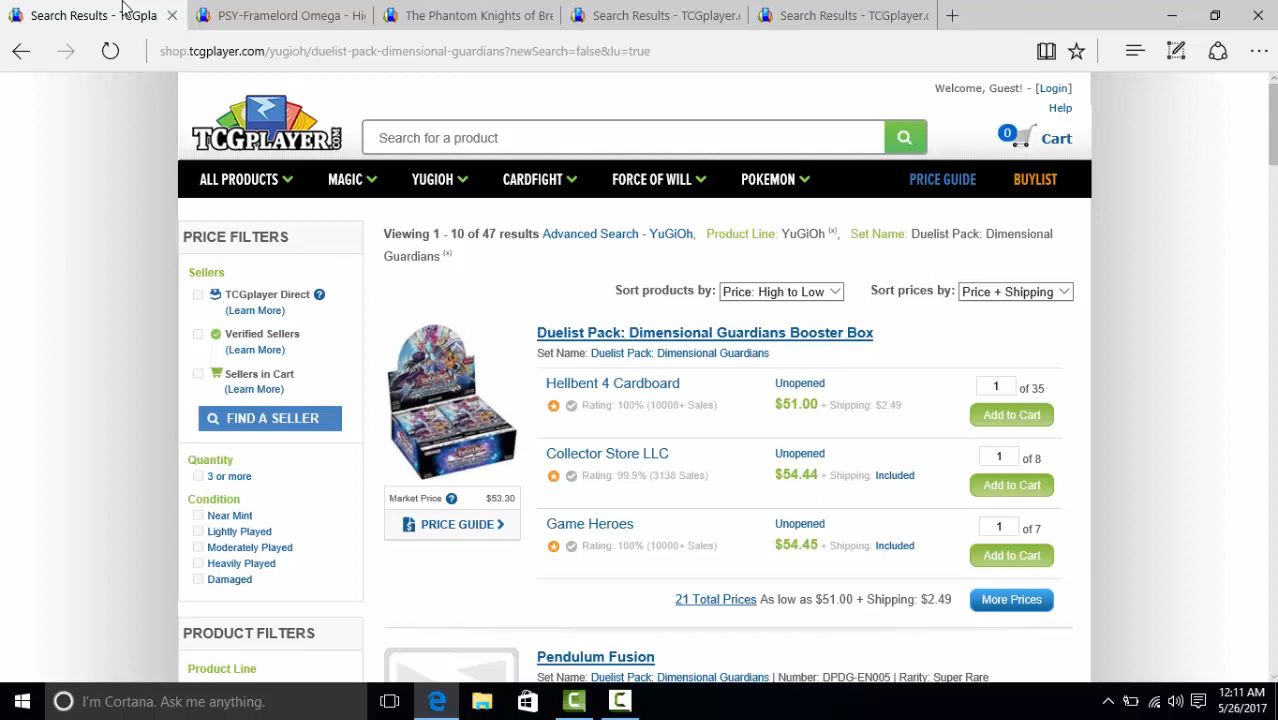 Search Results - TCGpla
PSY-Framelord Omega - Hi
The Phantom Knights of Bre
Search Results - TCGplayer.c
Search Results - TCGplayer.c
shop.tcgplayer.com/yugioh/duelist-pack-dimensional-guardians?newSearch=false&lu=true
Welcome, Guest! - [Login]
Help
TCGPLAYER.COM
Search for a product
0 Cart
ALL PRODUCTS MAGIC YUGIOH CARDFIGHT FORCE OF WILL POKEMON PRICE GUIDE BUYLIST
PRICE FILTERS
Sellers
TCGplayer Direct ?
(Learn More)
Verified Sellers
(Learn More)
Sellers in Cart
(Learn More)
FIND A SELLER
Quantity
3 or more
Condition
Near Mint
Lightly Played
Moderately Played
Heavily Played
Damaged
PRODUCT FILTERS
Product Line
Viewing 1 - 10 of 47 results Advanced Search - YuGiOh, Product Line: YuGiOh (x), Set Name: Duelist Pack: Dimensional
Guardians (x)
Sort products by: Price: High to Low Sort prices by: Price + Shipping
Market Price ? $53.30
PRICE GUIDE
Duelist Pack: Dimensional Guardians Booster Box
Set Name: Duelist Pack: Dimensional Guardians
Hellbent 4 Cardboard Unopened 1 of 35
Rating: 100% (10000+ Sales) $51.00 + Shipping: $2.49 Add to Cart
Collector Store LLC Unopened 1 of 8
Rating: 99.9% (3138 Sales) $54.44 + Shipping: Included Add to Cart
Game Heroes Unopened 1 of 7
Rating: 100% (10000+ Sales) $54.45 + Shipping: Included Add to Cart
21 Total Prices As low as $51.00 + Shipping: $2.49 More Prices
Pendulum Fusion
Set Name: Duelist Pack: Dimensional Guardians | Number: DPDG-EN005 | Rarity: Super Rare
I'm Cortana. Ask me anything.
12:11 AM
5/26/2017